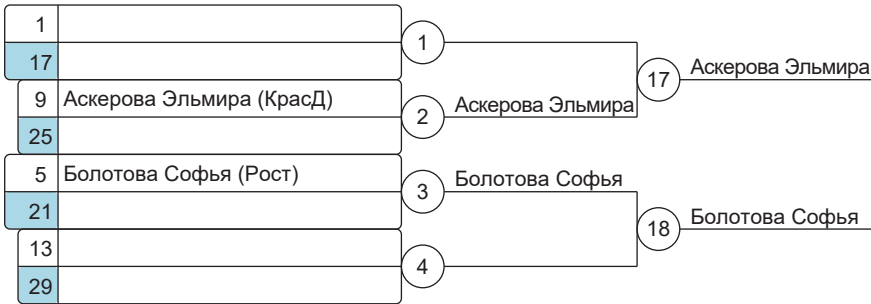 1
17
1
17 Аскерова Эльмира
9 Аскерова Эльмира (КрасД)
25
2 Аскерова Эльмира
5 Болотова Софья (Рост)
21
3 Болотова Софья
18 Болотова Софья
13
29
4